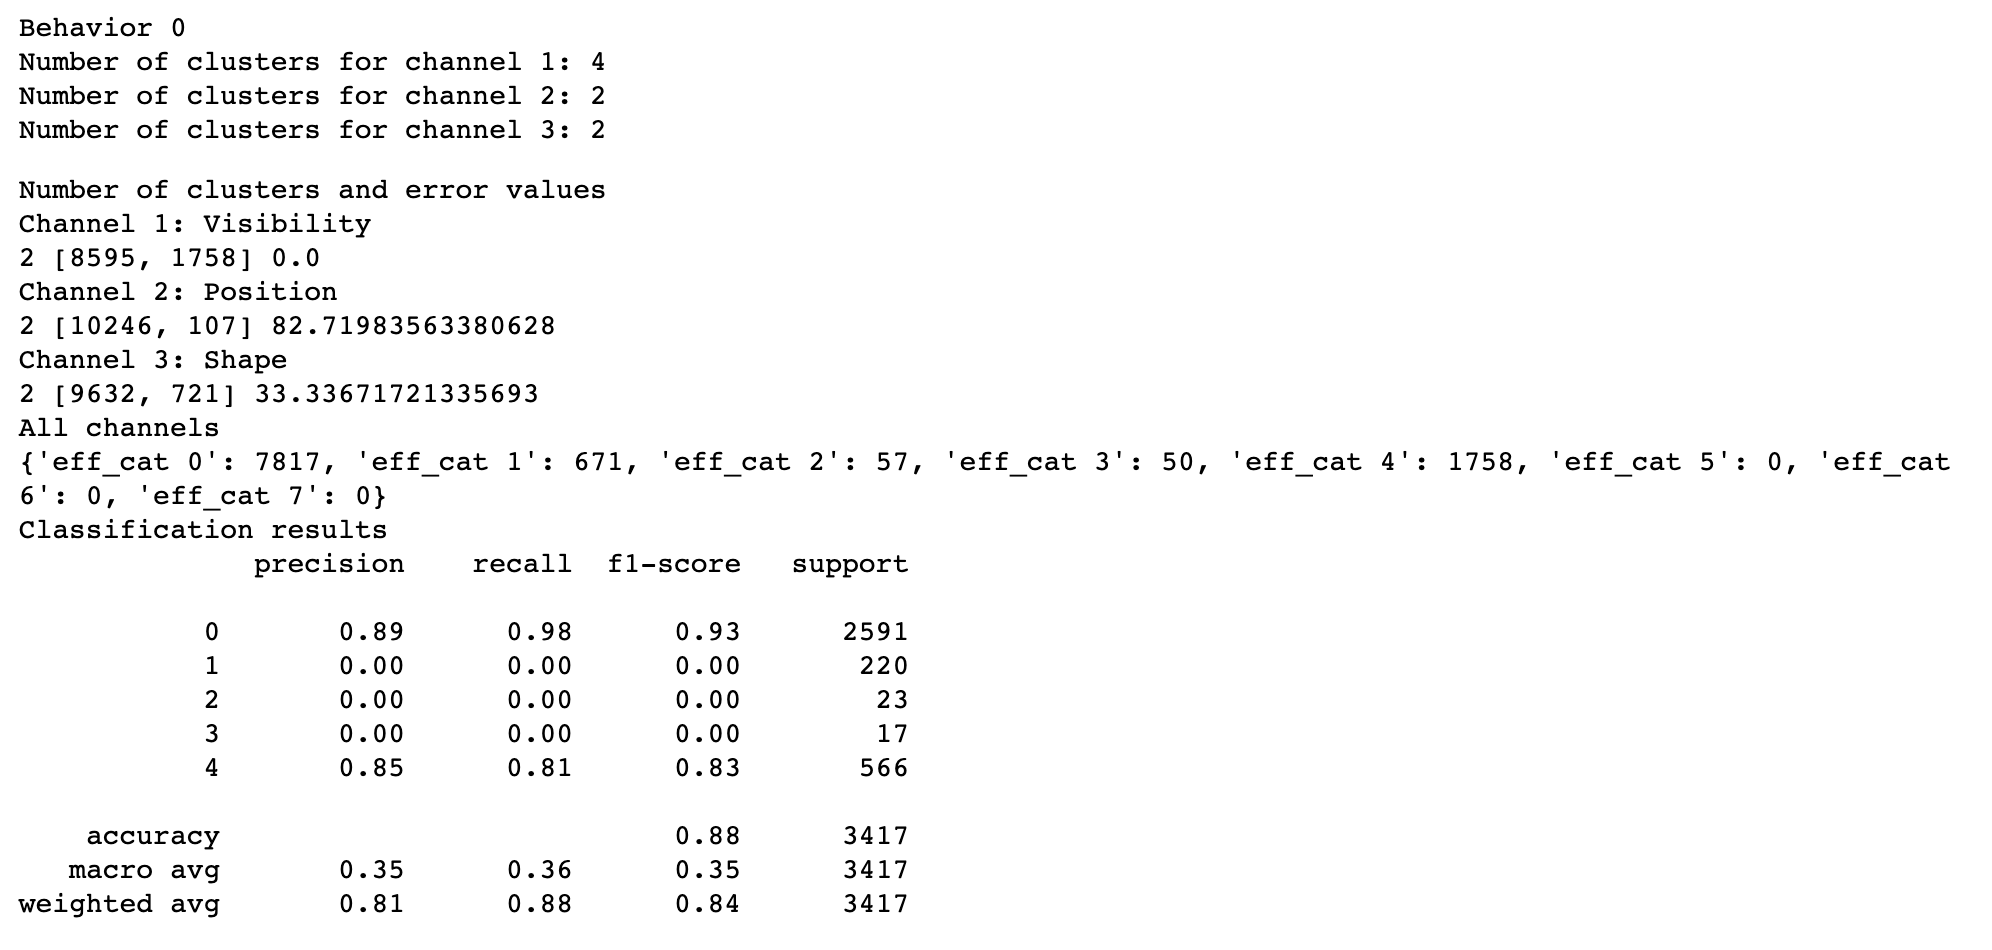 Behavior 0
Number of clusters for channel 1: 4
Number of clusters for channel 2: 2
Number of clusters for channel 3: 2
Number of clusters and error values
Channel 1: Visibility
2 [8595, 1758] 0.0
Channel 2: Position
2 [10246, 107] 82.71983563380628
Channel 3: Shape
2 [9632, 721] 33.33671721335693
All channels
{'eff_cat 0': 7817, 'eff_cat 1': 671, 'eff_cat 2': 57, 'eff_cat 3': 50, 'eff_cat 4': 1758, 'eff_cat 5': 0, 'eff_cat
6': 0, 'eff_cat 7': 0}
Classification results
precision recall f1-score support
0 0.89 0.98 0.93 2591
1 0.00 0.00 0.00 220
2 0.00 0.00 0.00 23
3 0.00 0.00 0.00 17
4 0.85 0.81 0.83 566
accuracy 0.88 3417
macro avg 0.35 0.36 0.35 3417
weighted avg 0.81 0.88 0.84 3417